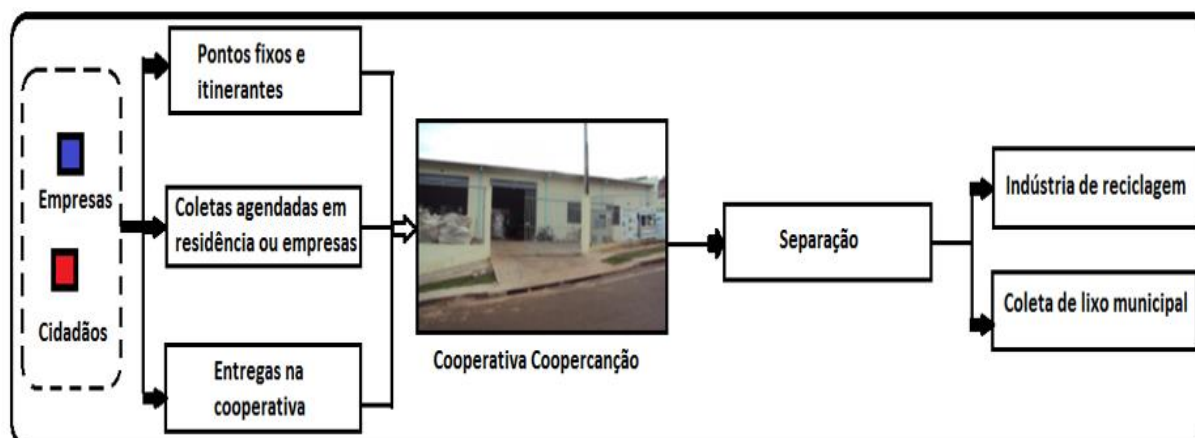 Empresas
Cidadãos
Pontos fixos e
itinerantes
Coletas agendadas em
residência ou empresas
Entregas na
cooperativa
Cooperativa Coopercanção
Separação
Indústria de reciclagem
Coleta de lixo municipal